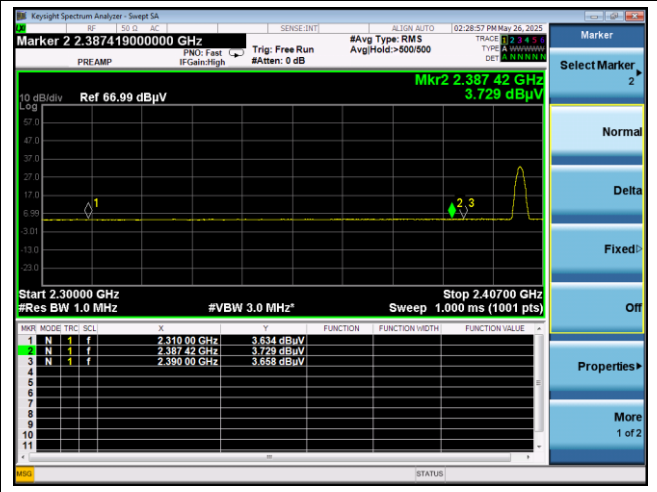 Keysight Spectrum Analyzer - Swept SA
RF 50 Ω AC SENSE:INT ALIGN AUTO 02:28:57 PM May 26, 2025
Marker 2 2.387419000000 GHz
PREAMP
PNO: Fast
IFGain:High
Trig: Free Run
#Atten: 0 dB
#Avg Type: RMS
Avg|Hold:>500/500
TRACE 1 2 3 4 5 6
TYPE A WWWWW
DET A N N N N N
Mkr2 2.387 42 GHz
3.729 dBµV
10 dB/div Ref 66.99 dBµV
Log
57.0
47.0
37.0
27.0
17.0
6.99
-3.01
-13.0
-23.0
1
2 3
Start 2.30000 GHz Stop 2.40700 GHz
#Res BW 1.0 MHz #VBW 3.0 MHz* Sweep 1.000 ms (1001 pts)
MKR MODE TRC SCL X Y FUNCTION FUNCTION WIDTH FUNCTION VALUE
1 N 1 f 2.310 00 GHz 3.634 dBµV
2 N 1 f 2.387 42 GHz 3.729 dBµV
3 N 1 f 2.390 00 GHz 3.658 dBµV
4
5
6
7
8
9
10
11
MSG STATUS
Marker
Select Marker
2
Normal
Delta
Fixed
Off
Properties
More
1 of 2